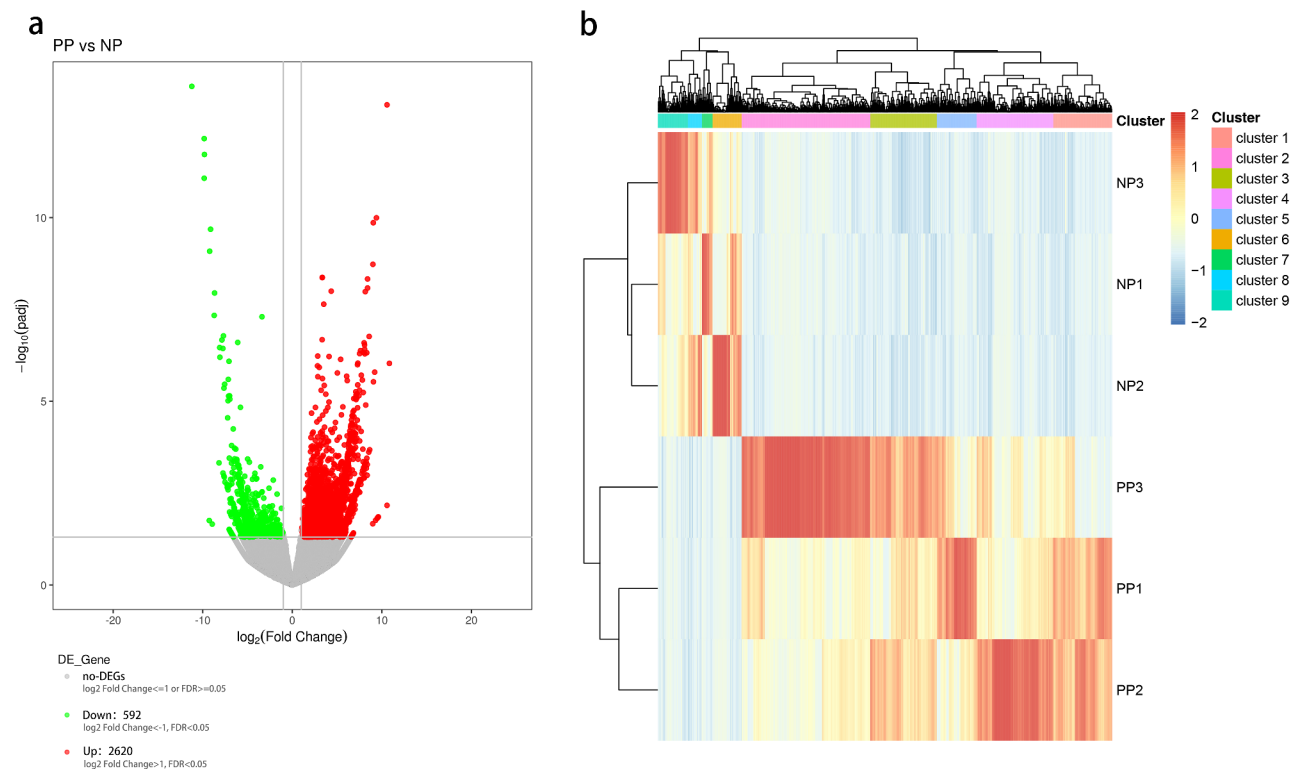 a
PP vs NP
10
5
0
-log10(padj)
-20
-10
0
10
20
log2(Fold Change)
DE_Gene
no-DEGs
log2 Fold Change<=1 or FDR>=0.05
Down：592
log2 Fold Change<-1, FDR<0.05
Up：2620
log2 Fold Change>1, FDR<0.05
b
Cluster
NP3
NP1
NP2
PP3
PP1
PP2
2
1
0
−1
−2
Cluster
cluster 1
cluster 2
cluster 3
cluster 4
cluster 5
cluster 6
cluster 7
cluster 8
cluster 9